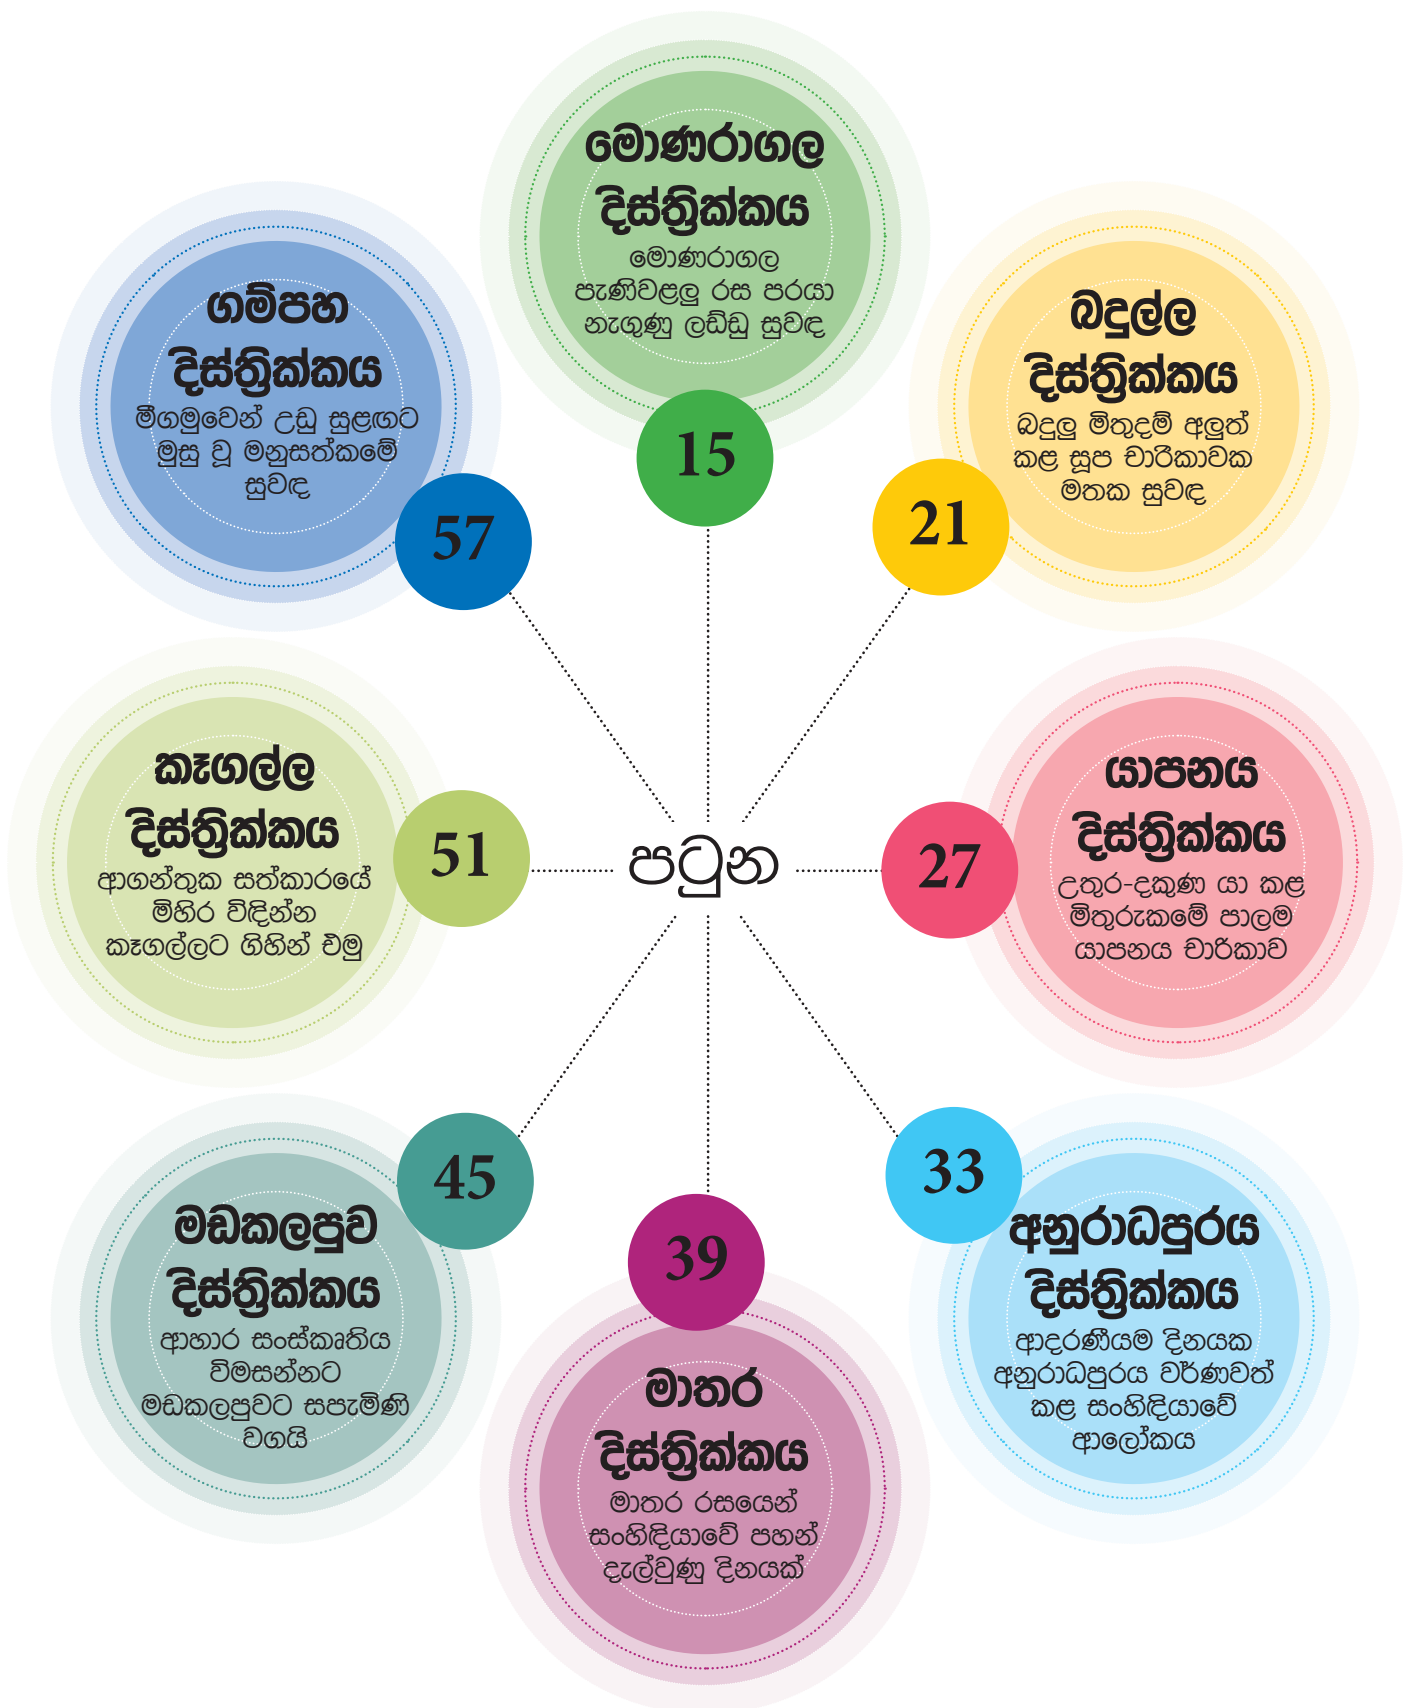 මොණරාගල
දිස්ත්‍රික්කය
මොණරාගල
පැණිවළලු රස පරයා
නැගුණු ලඩ්ඩු සුවඳ
15
බදුල්ල
දිස්ත්‍රික්කය
බදුලු මිතුදම් අලුත්
කළ සූප චාරිකාවක
මතක සුවඳ
21
යාපනය
දිස්ත්‍රික්කය
උතුර-දකුණ යා කළ
මිතුරුකමේ පාලම
යාපනය චාරිකාව
27
අනුරාධපුරය
දිස්ත්‍රික්කය
ආදරණීයම දිනයක
අනුරාධපුරය වර්ණවත්
කළ සංහිඳියාවේ
ආලෝකය
33
මාතර
දිස්ත්‍රික්කය
මාතර රසයෙන්
සංහිඳියාවේ පහන්
දැල්වුණු දිනයක්
39
මඩකලපුව
දිස්ත්‍රික්කය
ආහාර සංස්කෘතිය
විමසන්නට
මඩකලපුවට සපැමිණි
වගයි
45
කෑගල්ල
දිස්ත්‍රික්කය
ආගන්තුක සත්කාරයේ
මිහිර විඳින්න
කෑගල්ලට ගිහින් එමු
51
ගම්පහ
දිස්ත්‍රික්කය
මීගමුවෙන් උඩු සුළඟට
මුසු වූ මනුසත්කමේ
සුවඳ
57
පටුන